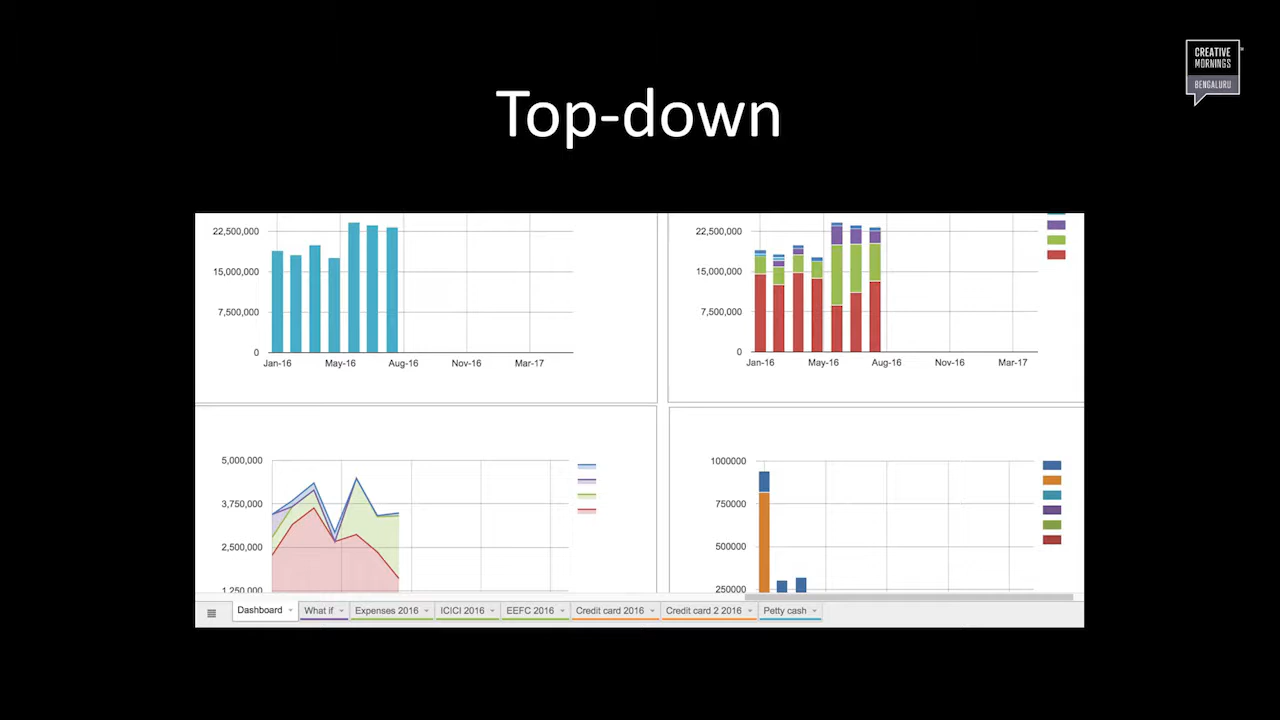 CREATIVE
MORNINGS
BENGALURU
Top-down
22,500,000
15,000,000
7,500,000
0
Jan-16 May-16 Aug-16 Nov-16 Mar-17
22,500,000
15,000,000
7,500,000
0
Jan-16 May-16 Aug-16 Nov-16 Mar-17
5,000,000
3,750,000
2,500,000
1,250,000
1000000
750000
500000
250000
Dashboard What if Expenses 2016 ICICI 2016 EEFC 2016 Credit card 2016 Credit card 2 2016 Petty cash